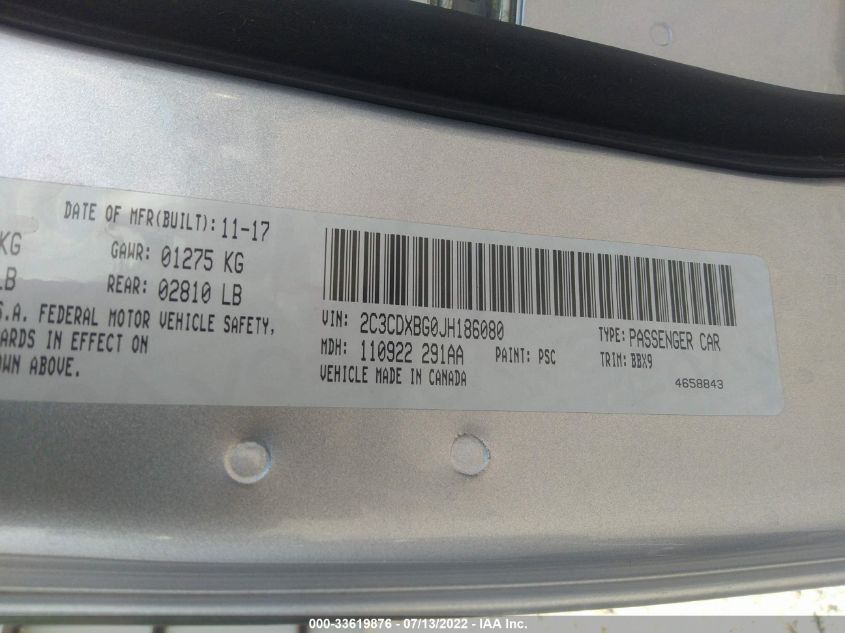 DATE OF MFR(BUILT): 11-17
KG GAWR: 01275 KG
LB REAR: 02810 LB
S.A. FEDERAL MOTOR VEHICLE SAFETY,
ARDS IN EFFECT ON
OWN ABOVE.
VIN: 2C3CDXBG0JH186080 TYPE: PASSENGER CAR
MDH: 110922 291AA PAINT: PSC TRIM: BBX9
VEHICLE MADE IN CANADA 4658843
000-33619876 - 07/13/2022 - IAA Inc.